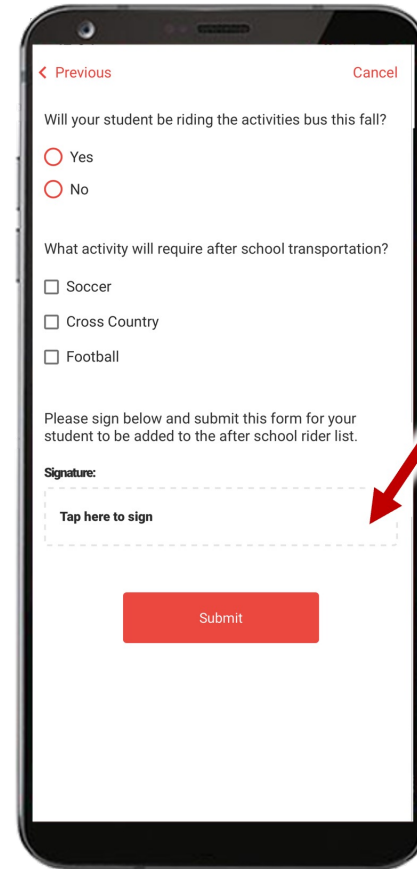 Previous
Cancel
Will your student be riding the activities bus this fall?
Yes
No
What activity will require after school transportation?
Soccer
Cross Country
Football
Please sign below and submit this form for your
student to be added to the after school rider list.
Signature:
Tap here to sign
Submit